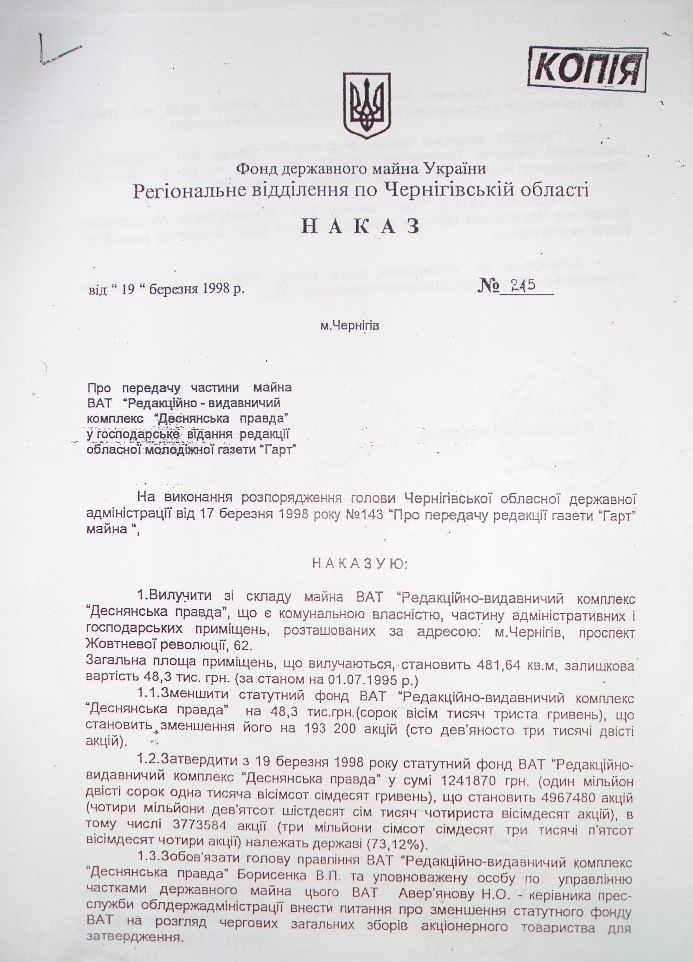 КОПІЯ
Фонд державного майна України
Регіональне відділення по Чернігівській області
Н А К А З
від “ 19 “ березня 1998 р.
№ 245
м.Чернігів
Про передачу частини майна
ВАТ “Редакційно - видавничий
комплекс “Деснянська правда”
у господарське відання редакції
обласної молодіжної газети “Гарт”
На виконання розпорядження голови Чернігівської обласної державної
адміністрації від 17 березня 1998 року №143 “Про передачу редакції газети “Гарт”
майна “,
Н А К А З У Ю:
1.Вилучити зі складу майна ВАТ “Редакційно-видавничий комплекс
“Деснянська правда”, що є комунальною власністю, частину адміністративних і
господарських приміщень, розташованих за адресою: м.Чернігів, проспект
Жовтневої революції, 62.
Загальна площа приміщень, що вилучаються, становить 481,64 кв.м, залишкова
вартість 48,3 тис. грн. (за станом на 01.07.1995 р.)
1.1.Зменшити статутний фонд ВАТ “Редакційно-видавничий комплекс
“Деснянська правда” на 48,3 тис.грн.(сорок вісім тисяч триста гривень), що
становить зменшення його на 193 200 акцій (сто дев’яносто три тисячі двісті
акцій).
1.2.Затвердити з 19 березня 1998 року статутний фонд ВАТ “Редакційно-
видавничий комплекс “Деснянська правда” у сумі 1241870 грн. (один мільйон
двісті сорок одна тисяча вісімсот сімдесят гривень), що становить 4967480 акцій
(чотири мільйони дев’ятсот шістдесят сім тисяч чотириста вісімдесят акцій), в
тому числі 3773584 акції (три мільйони сімсот сімдесят три тисячі п’ятсот
вісімдесят чотири акції) належать державі (73,12%).
1.3.Зобов’язати голову правління ВАТ “Редакційно-видавничий комплекс
“Деснянська правда” Борисенка В.П. та уповноважену особу по управлінню
частками державного майна цього ВАТ Авер’янову Н.О. - керівника прес-
служби облдержадміністрації внести питання про зменшення статутного фонду
ВАТ на розгляд чергових загальних зборів акціонерного товариства для
затвердження.